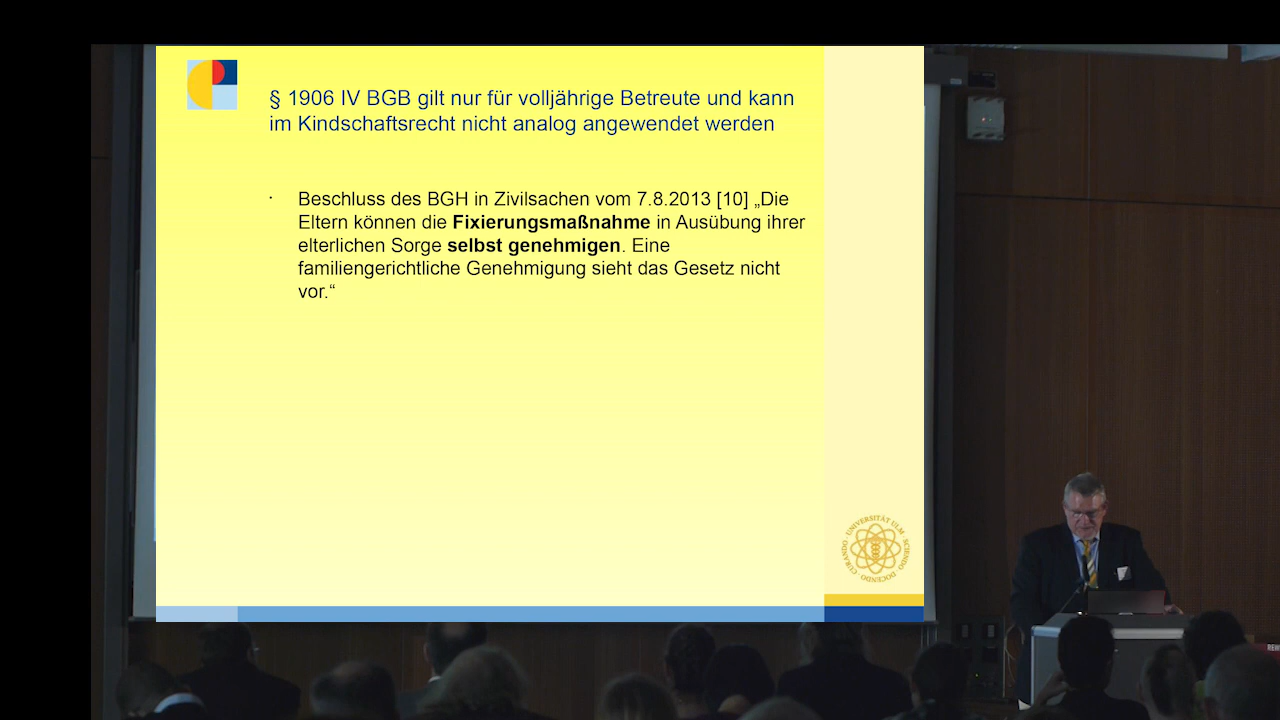 § 1906 IV BGB gilt nur für volljährige Betreute und kann
im Kindschaftsrecht nicht analog angewendet werden
· Beschluss des BGH in Zivilsachen vom 7.8.2013 [10] „Die
Eltern können die Fixierungsmaßnahme in Ausübung ihrer
elterlichen Sorge selbst genehmigen. Eine
familiengerichtliche Genehmigung sieht das Gesetz nicht
vor.“
· UNIVERSITÄT ULM · SCIENDO · DOCENDO · CURANDO